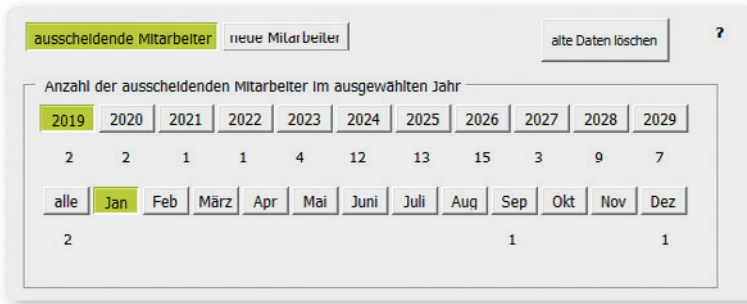 ausscheidende Mitarbeiter neue Mitarbeiter alte Daten löschen ?
Anzahl der ausscheidenden Mitarbeiter im ausgewählten Jahr
2019 2020 2021 2022 2023 2024 2025 2026 2027 2028 2029
2 2 1 1 4 12 13 15 3 9 7
alle Jan Feb März Apr Mai Juni Juli Aug Sep Okt Nov Dez
2 1 1